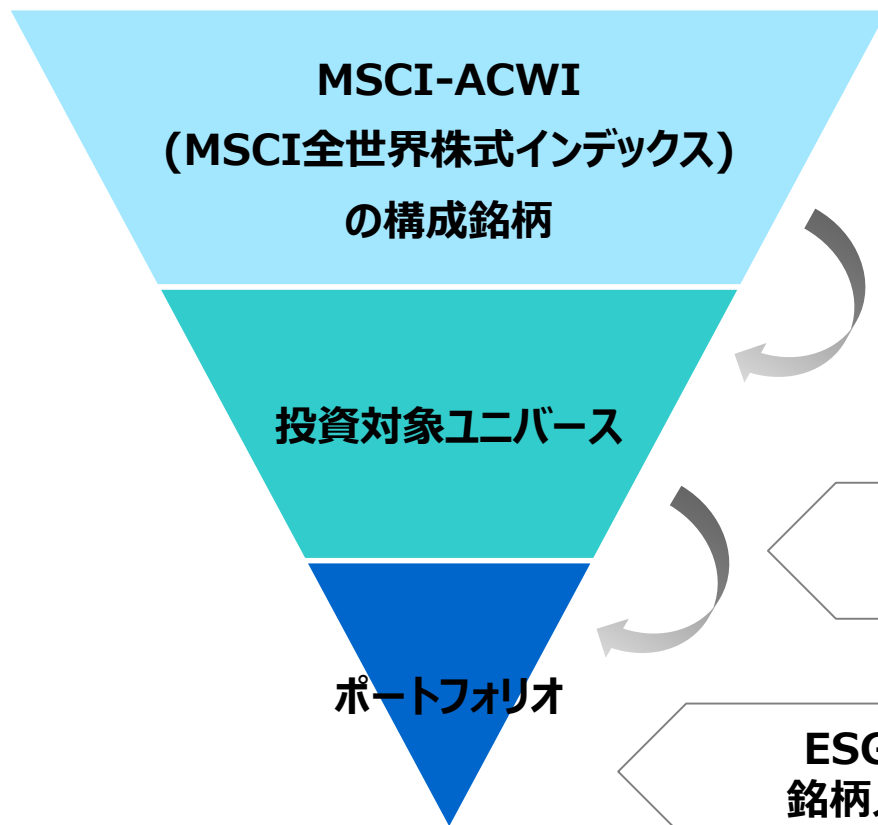 MSCI-ACWI
(MSCI全世界株式インデックス)
の構成銘柄
投資対象ユニバース
ポートフォリオ
ESG
銘柄